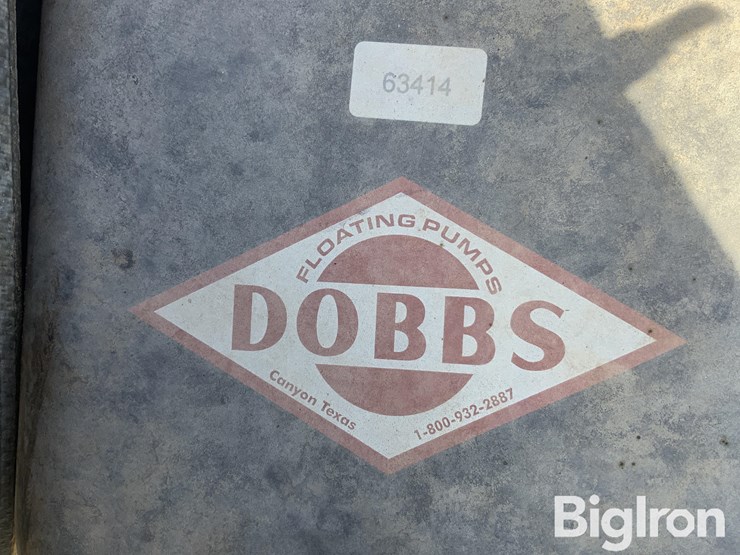 63414
FLOATING PUMPS
DOBBS
Canyon Texas
1-800-932-2887
BigIron